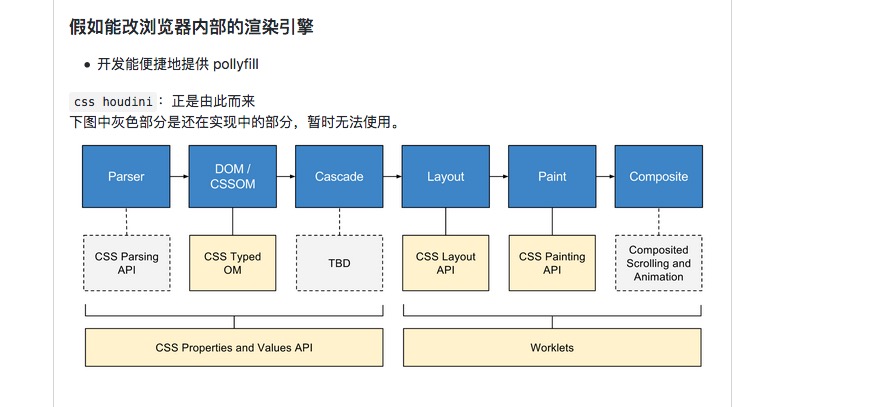 假如能改浏览器内部的渲染引擎
• 开发能便捷地提供 pollyfill
css houdini： 正是由此而来
下图中灰色部分是还在实现中的部分，暂时无法使用。
Parser
DOM /
CSSOM
Cascade
Layout
Paint
Composite
CSS Parsing
API
CSS Typed
OM
TBD
CSS Layout
API
CSS Painting
API
Composited
Scrolling and
Animation
CSS Properties and Values API
Worklets